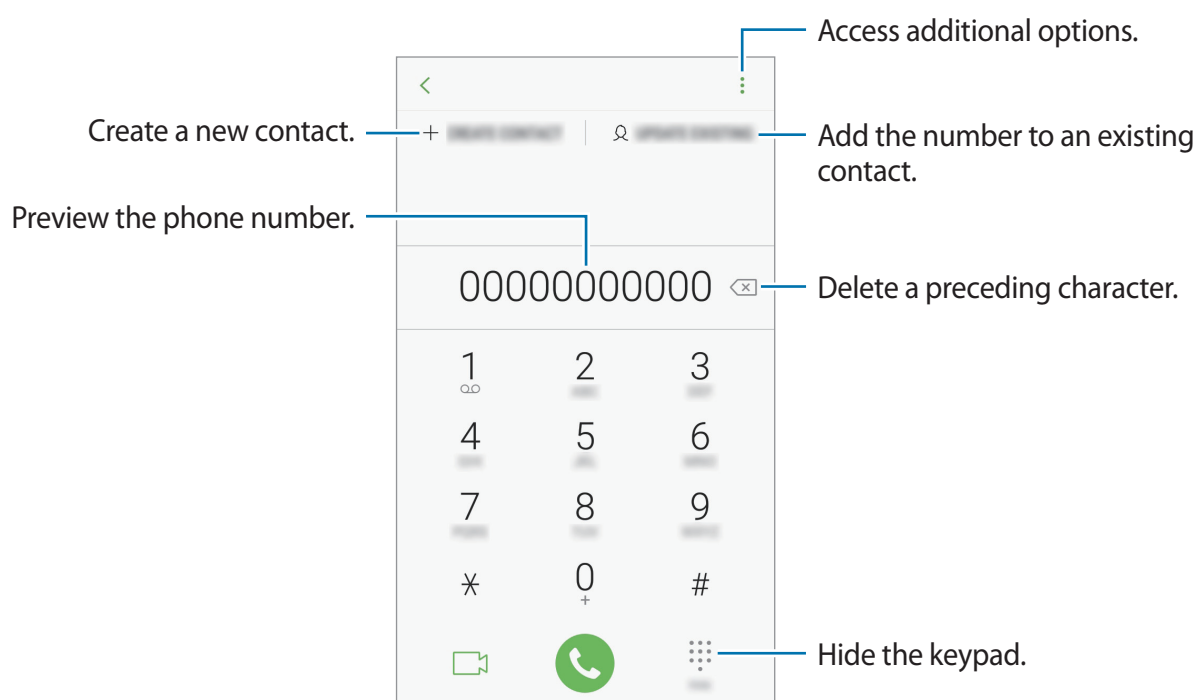 Access additional options.
Create a new contact.
Add the number to an existing
contact.
Preview the phone number.
00000000000
Delete a preceding character.
1 2 3
4 5 6
7 8 9
* 0 #
+
Hide the keypad.